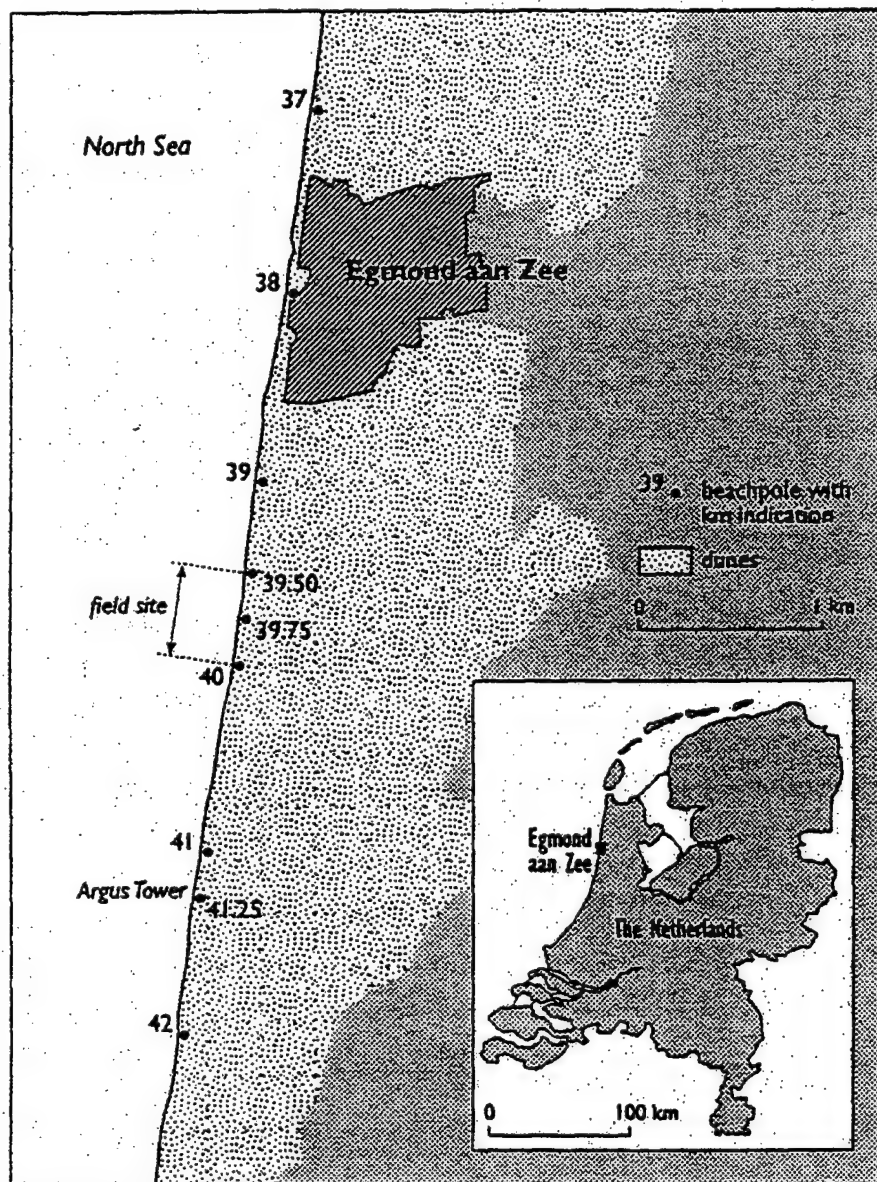 37
North Sea
Egmond aan Zee
38
39
39
beachpole with
km indication
39.50
dunes
field site
0 1 km
39.75
40
Egmond
aan Zee
41
Argus Tower
41.25
The Netherlands
42
0 100 km